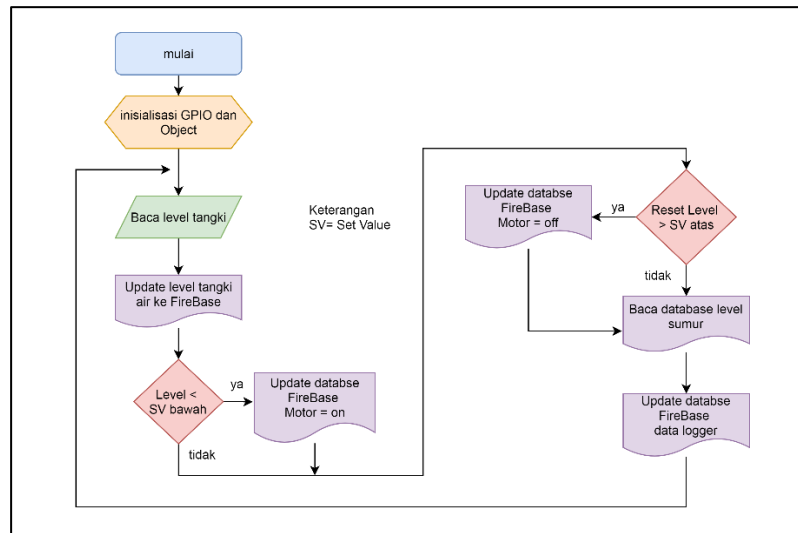 mulai
inisialisasi GPIO dan
Object
Baca level tangki
Keterangan
SV= Set Value
Update level tangki
air ke FireBase
Level <
SV bawah
ya
tidak
Update databse
FireBase
Motor = on
Reset Level
> SV atas
ya
tidak
Update databse
FireBase
Motor = off
Baca database level
sumur
Update databse
FireBase
data logger